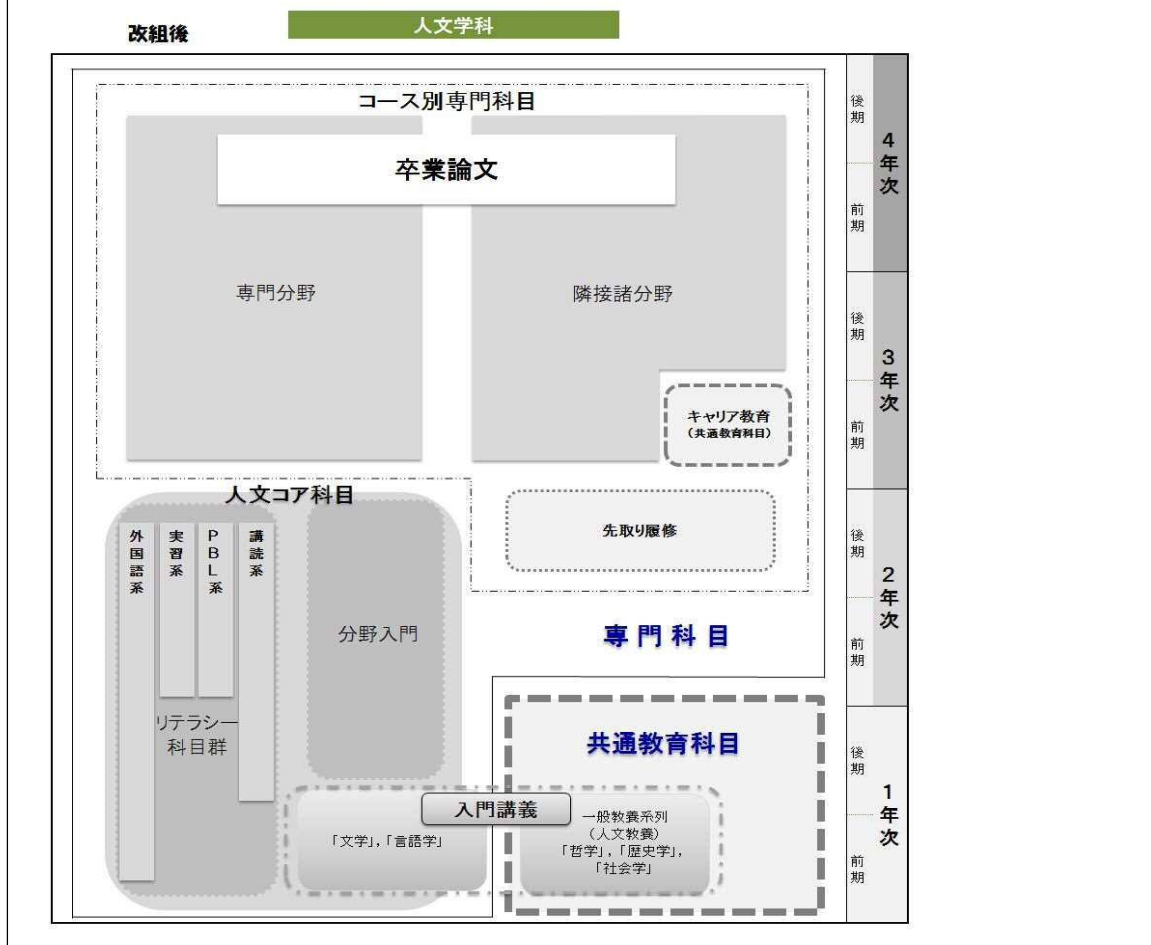 改組後
人文学科
コース別専門科目
卒業論文
専門分野
隣接諸分野
キャリア教育
(共通教育科目)
人文コア科目
外国語系
実習系
PBL系
講読系
先取り履修
分野入門
専門科目
リテラシー
科目群
共通教育科目
入門講義
「文学」,「言語学」
一般教養系列
(人文教養)
「哲学」,「歴史学」,
「社会学」
後期
4年次
前期
後期
3年次
前期
後期
2年次
前期
後期
1年次
前期